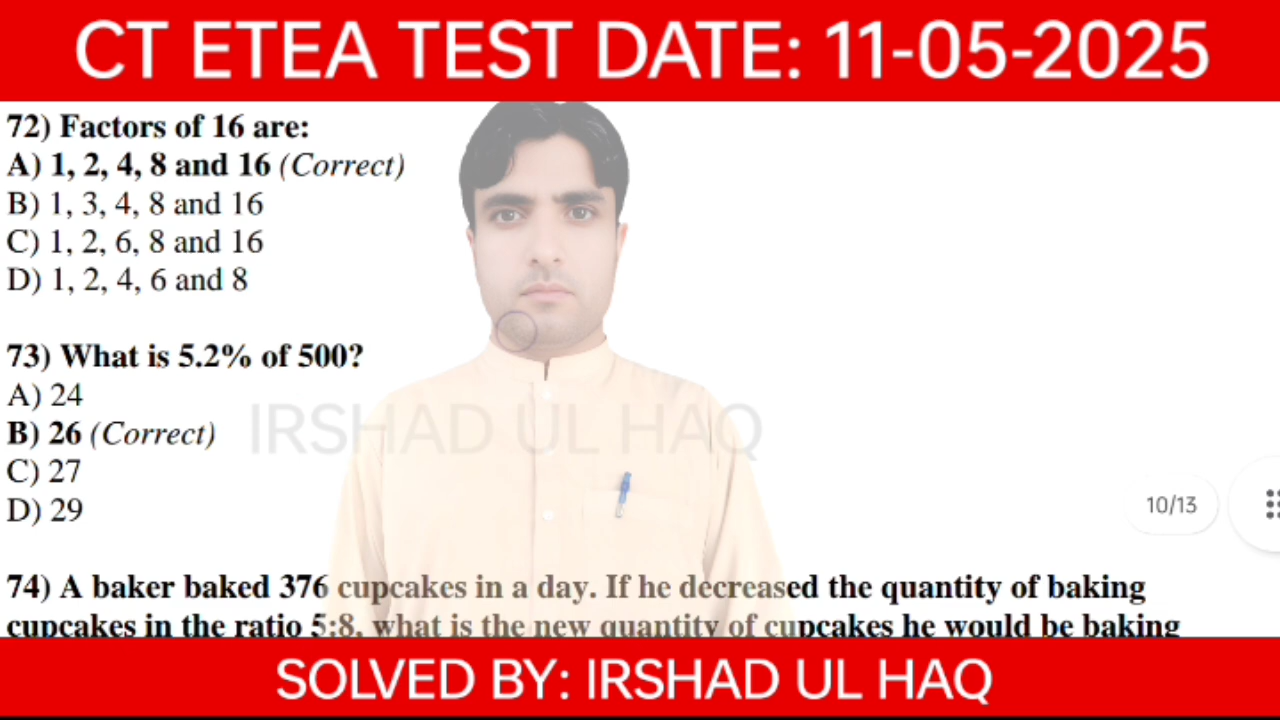 CT ETEA TEST DATE: 11-05-2025
72) Factors of 16 are:
A) 1, 2, 4, 8 and 16 (Correct)
B) 1, 3, 4, 8 and 16
C) 1, 2, 6, 8 and 16
D) 1, 2, 4, 6 and 8
73) What is 5.2% of 500?
A) 24
B) 26 (Correct)
IRSHAD UL HAQ
C) 27
D) 29
10/13
74) A baker baked 376 cupcakes in a day. If he decreased the quantity of baking
cupcakes in the ratio 5:8, what is the new quantity of cupcakes he would be baking
SOLVED BY: IRSHAD UL HAQ